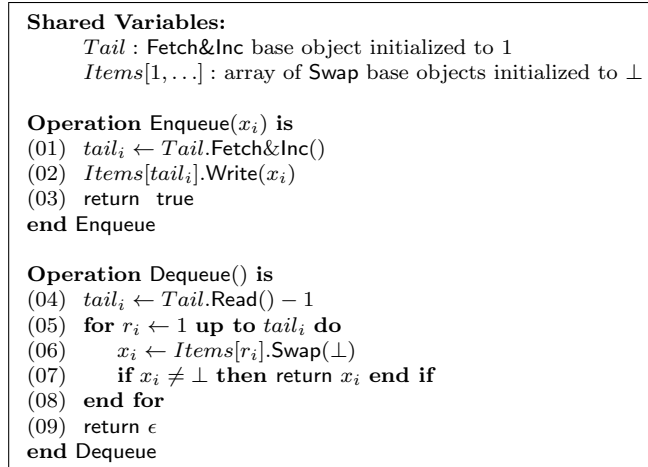 Shared Variables:
Tail : Fetch&Inc base object initialized to 1
Items[1, . . .] : array of Swap base objects initialized to ⊥
Operation Enqueue(xᵢ) is
(01) tailᵢ ← Tail.Fetch&Inc()
(02) Items[tailᵢ].Write(xᵢ)
(03) return true
end Enqueue
Operation Dequeue() is
(04) tailᵢ ← Tail.Read() − 1
(05) for rᵢ ← 1 up to tailᵢ do
(06) xᵢ ← Items[rᵢ].Swap(⊥)
(07) if xᵢ ≠ ⊥ then return xᵢ end if
(08) end for
(09) return ϵ
end Dequeue